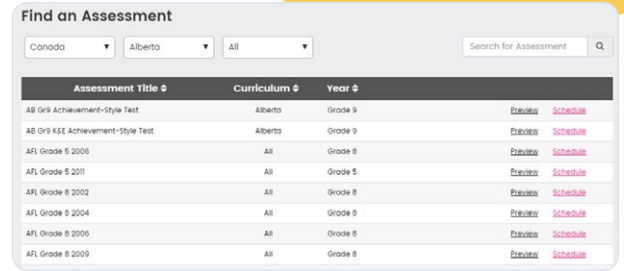 Find an Assessment
Canada ▼ Alberta ▼ All ▼ Search for Assessment
Assessment Title Curriculum Year
AB Gr9 Achievement-Style Test Alberta Grade 9 Preview Schedule
AB Gr9 K&E Achievement-Style Test Alberta Grade 9 Preview Schedule
AFL Grade 5 2006 All Grade 8 Preview Schedule
AFL Grade 5 2011 All Grade 5 Preview Schedule
AFL Grade 8 2002 All Grade 8 Preview Schedule
AFL Grade 8 2004 All Grade 8 Preview Schedule
AFL Grade 8 2006 All Grade 8 Preview Schedule
AFL Grade 8 2009 All Grade 8 Preview Schedule